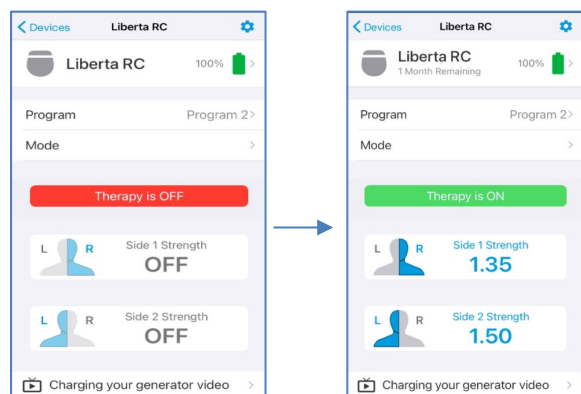 Devices
Liberta RC
Liberta RC
100%
Program
Program 2
Mode
Therapy is OFF
L R
Side 1 Strength
OFF
L R
Side 2 Strength
OFF
Charging your generator video
Devices
Liberta RC
Liberta RC
1 Month Remaining
100%
Program
Program 2
Mode
Therapy is ON
L R
Side 1 Strength
1.35
L R
Side 2 Strength
1.50
Charging your generator video